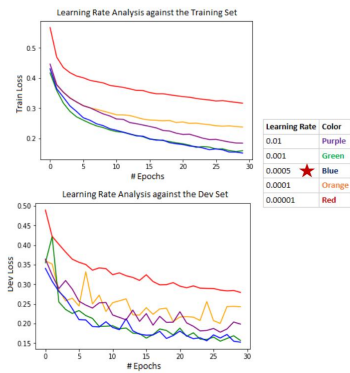 Learning Rate Analysis against the Training Set
0.5
0.4
0.3
0.2
Train Loss
0 5 10 15 20 25 30
# Epochs
Learning Rate Color
0.01 Purple
0.001 Green
0.0005 Blue
0.0001 Orange
0.00001 Red
Learning Rate Analysis against the Dev Set
0.50
0.45
0.40
0.35
0.30
0.25
0.20
0.15
Dev Loss
0 5 10 15 20 25 30
# Epochs